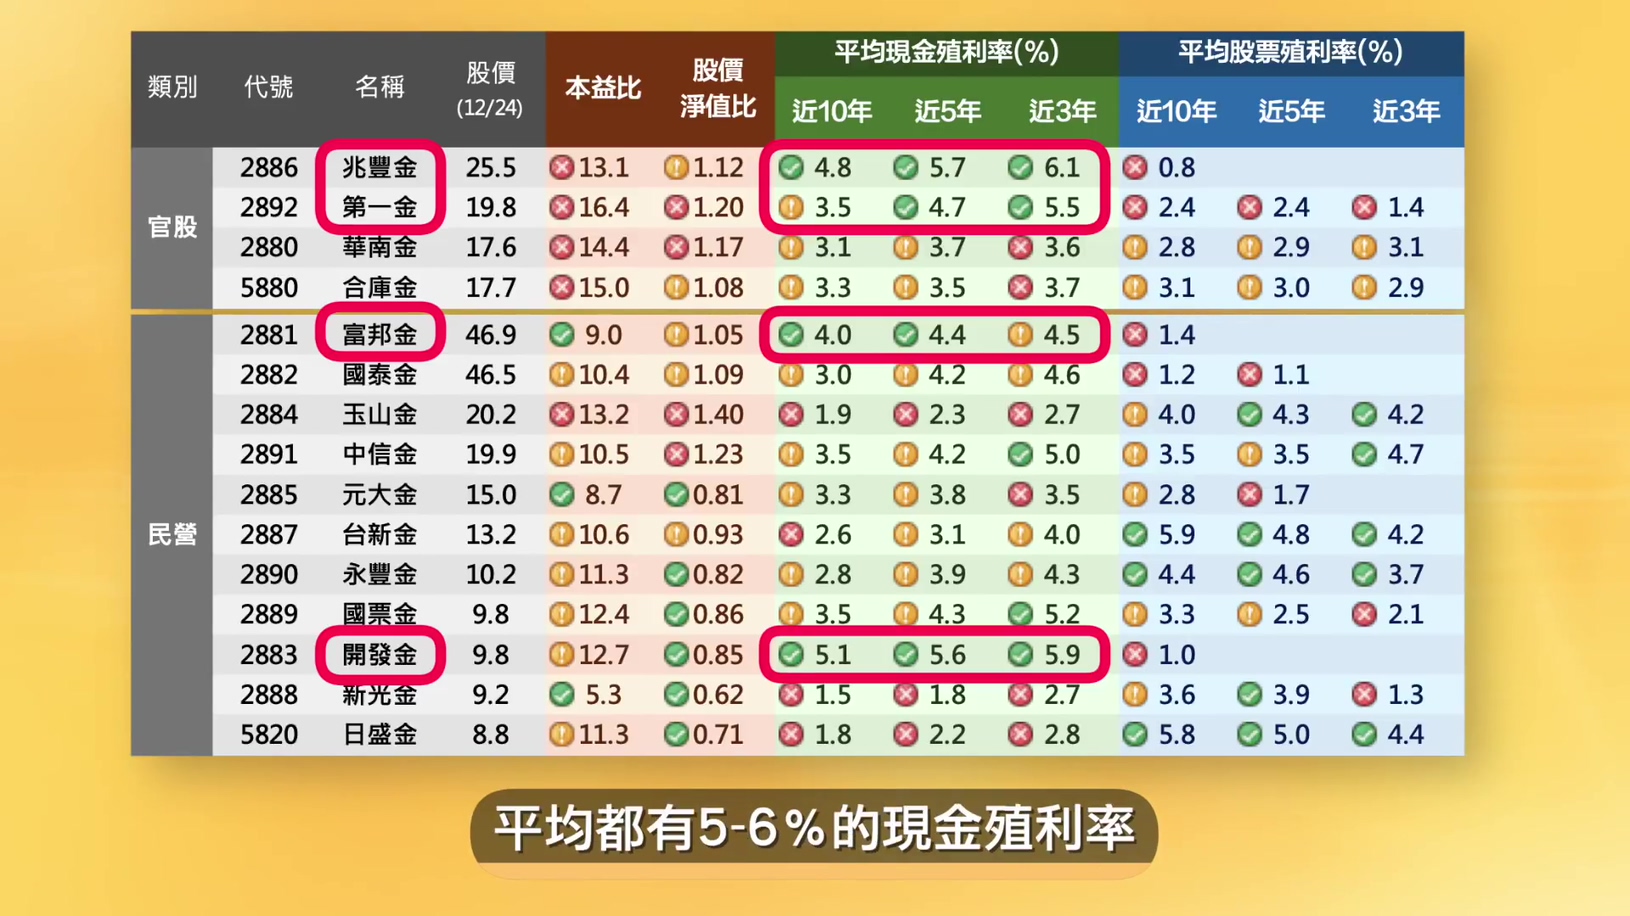 類別 代號 名稱 股價 (12/24) 本益比 股價淨值比 平均現金殖利率(%) 平均股票殖利率(%)
近10年 近5年 近3年 近10年 近5年 近3年
官股
2886 兆豐金 25.5 13.1 1.12 4.8 5.7 6.1 0.8
2892 第一金 19.8 16.4 1.20 3.5 4.7 5.5 2.4 2.4 1.4
2880 華南金 17.6 14.4 1.17 3.1 3.7 3.6 2.8 2.9 3.1
5880 合庫金 17.7 15.0 1.08 3.3 3.5 3.7 3.1 3.0 2.9
民營
2881 富邦金 46.9 9.0 1.05 4.0 4.4 4.5 1.4
2882 國泰金 46.5 10.4 1.09 3.0 4.2 4.6 1.2 1.1
2884 玉山金 20.2 13.2 1.40 1.9 2.3 2.7 4.0 4.3 4.2
2891 中信金 19.9 10.5 1.23 3.5 4.2 5.0 3.5 3.5 4.7
2885 元大金 15.0 8.7 0.81 3.3 3.8 3.5 2.8 1.7
2887 台新金 13.2 10.6 0.93 2.6 3.1 4.0 5.9 4.8 4.2
2890 永豐金 10.2 11.3 0.82 2.8 3.9 4.3 4.4 4.6 3.7
2889 國票金 9.8 12.4 0.86 3.5 4.3 5.2 3.3 2.5 2.1
2883 開發金 9.8 12.7 0.85 5.1 5.6 5.9 1.0
2888 新光金 9.2 5.3 0.62 1.5 1.8 2.7 3.6 3.9 1.3
5820 日盛金 8.8 11.3 0.71 1.8 2.2 2.8 5.8 5.0 4.4
平均都有5-6%的現金殖利率